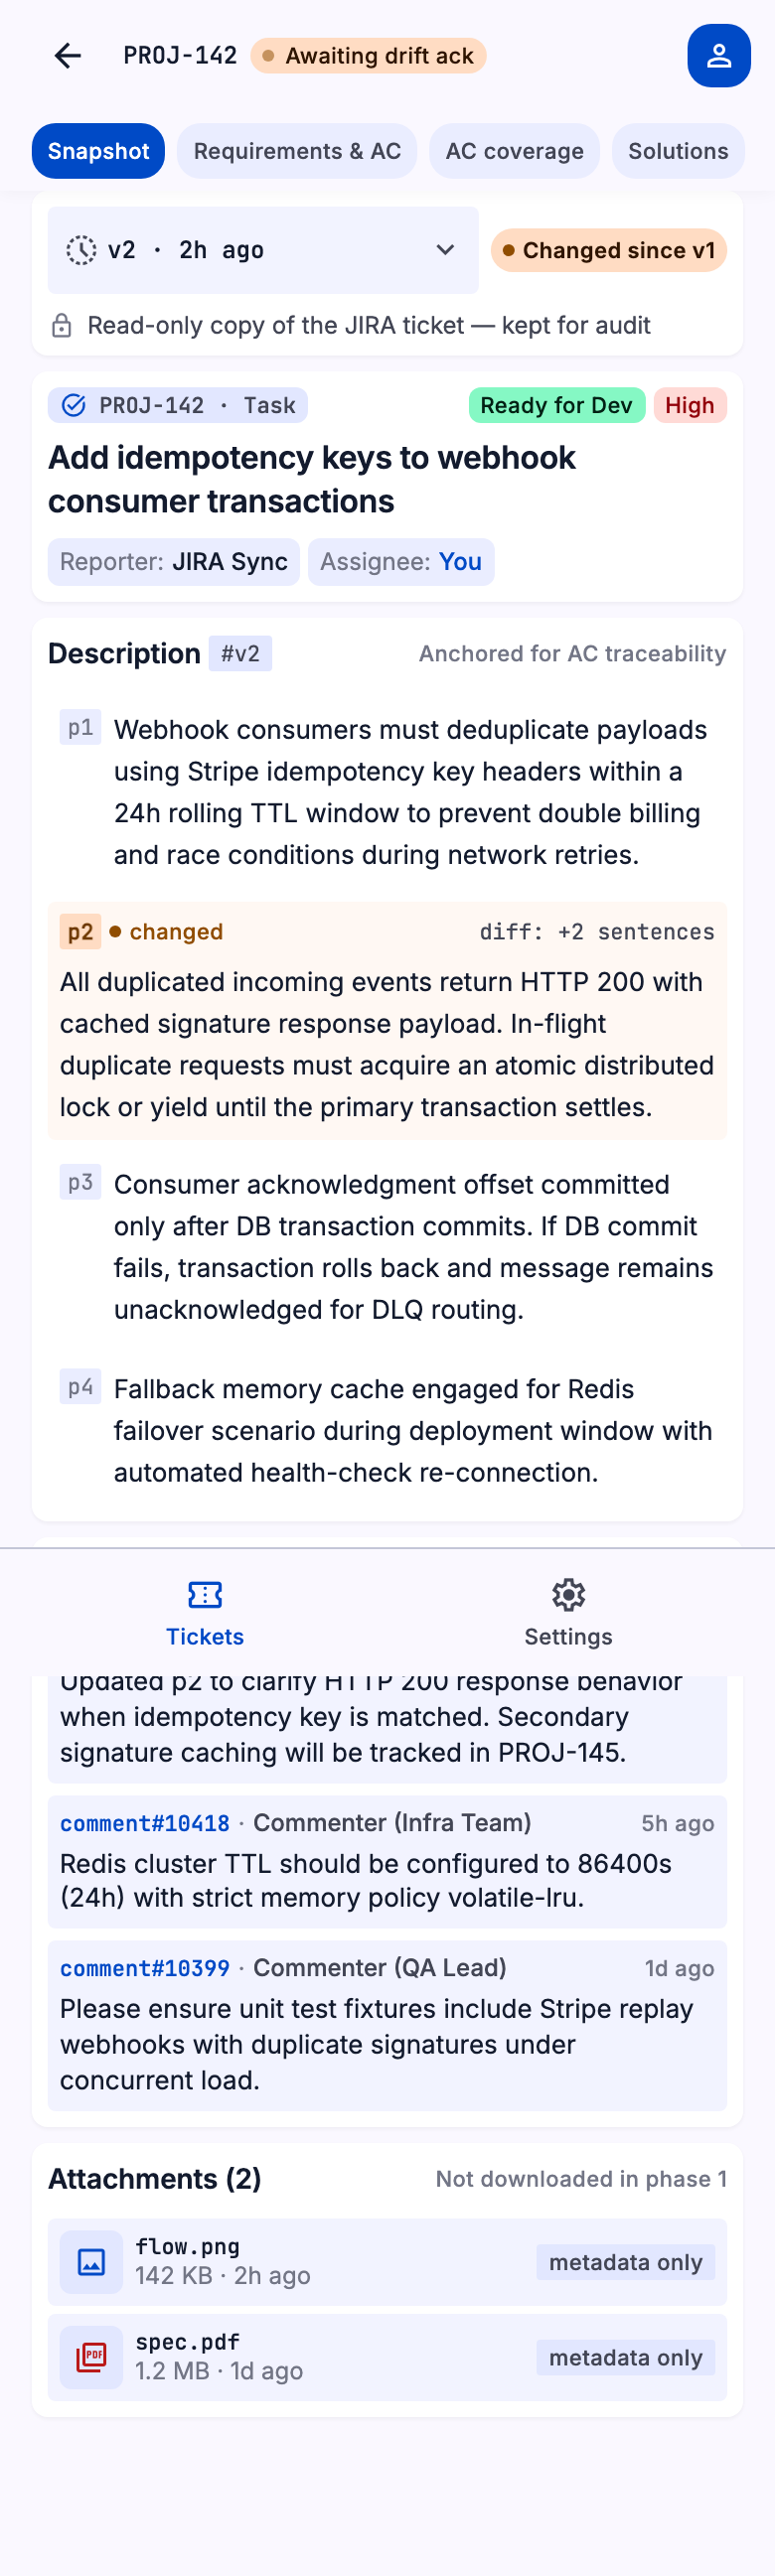 PROJ-142
Awaiting drift ack
Snapshot
Requirements & AC
AC coverage
Solutions
v2 · 2h ago
Changed since v1
Read-only copy of the JIRA ticket — kept for audit
PROJ-142 · Task
Ready for Dev
High
Add idempotency keys to webhook
consumer transactions
Reporter: JIRA Sync
Assignee: You
Description #v2
Anchored for AC traceability
p1
Webhook consumers must deduplicate payloads
using Stripe idempotency key headers within a
24h rolling TTL window to prevent double billing
and race conditions during network retries.
p2 • changed
diff: +2 sentences
All duplicated incoming events return HTTP 200 with
cached signature response payload. In-flight
duplicate requests must acquire an atomic distributed
lock or yield until the primary transaction settles.
p3
Consumer acknowledgment offset committed
only after DB transaction commits. If DB commit
fails, transaction rolls back and message remains
unacknowledged for DLQ routing.
p4
Fallback memory cache engaged for Redis
failover scenario during deployment window with
automated health-check re-connection.
Tickets
Settings
Updated p2 to clarify HTTP 200 response behavior
when idempotency key is matched. Secondary
signature caching will be tracked in PROJ-145.
comment#10418 · Commenter (Infra Team)
5h ago
Redis cluster TTL should be configured to 86400s
(24h) with strict memory policy volatile-lru.
comment#10399 · Commenter (QA Lead)
1d ago
Please ensure unit test fixtures include Stripe replay
webhooks with duplicate signatures under
concurrent load.
Attachments (2)
Not downloaded in phase 1
flow.png
142 KB · 2h ago
metadata only
PDF
spec.pdf
1.2 MB · 1d ago
metadata only